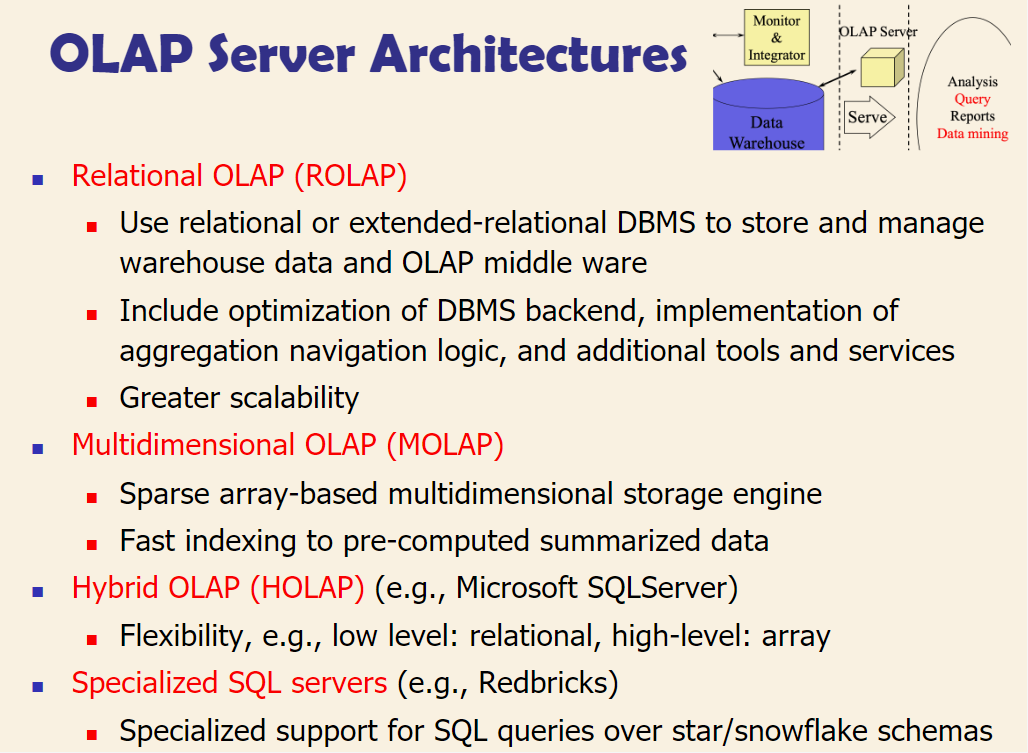 OLAP Server Architectures
Monitor
&
Integrator
OLAP Server
Data
Warehouse
Serve
Analysis
Query
Reports
Data mining
Relational OLAP (ROLAP)
Use relational or extended-relational DBMS to store and manage
warehouse data and OLAP middle ware
Include optimization of DBMS backend, implementation of
aggregation navigation logic, and additional tools and services
Greater scalability
Multidimensional OLAP (MOLAP)
Sparse array-based multidimensional storage engine
Fast indexing to pre-computed summarized data
Hybrid OLAP (HOLAP) (e.g., Microsoft SQLServer)
Flexibility, e.g., low level: relational, high-level: array
Specialized SQL servers (e.g., Redbricks)
Specialized support for SQL queries over star/snowflake schemas